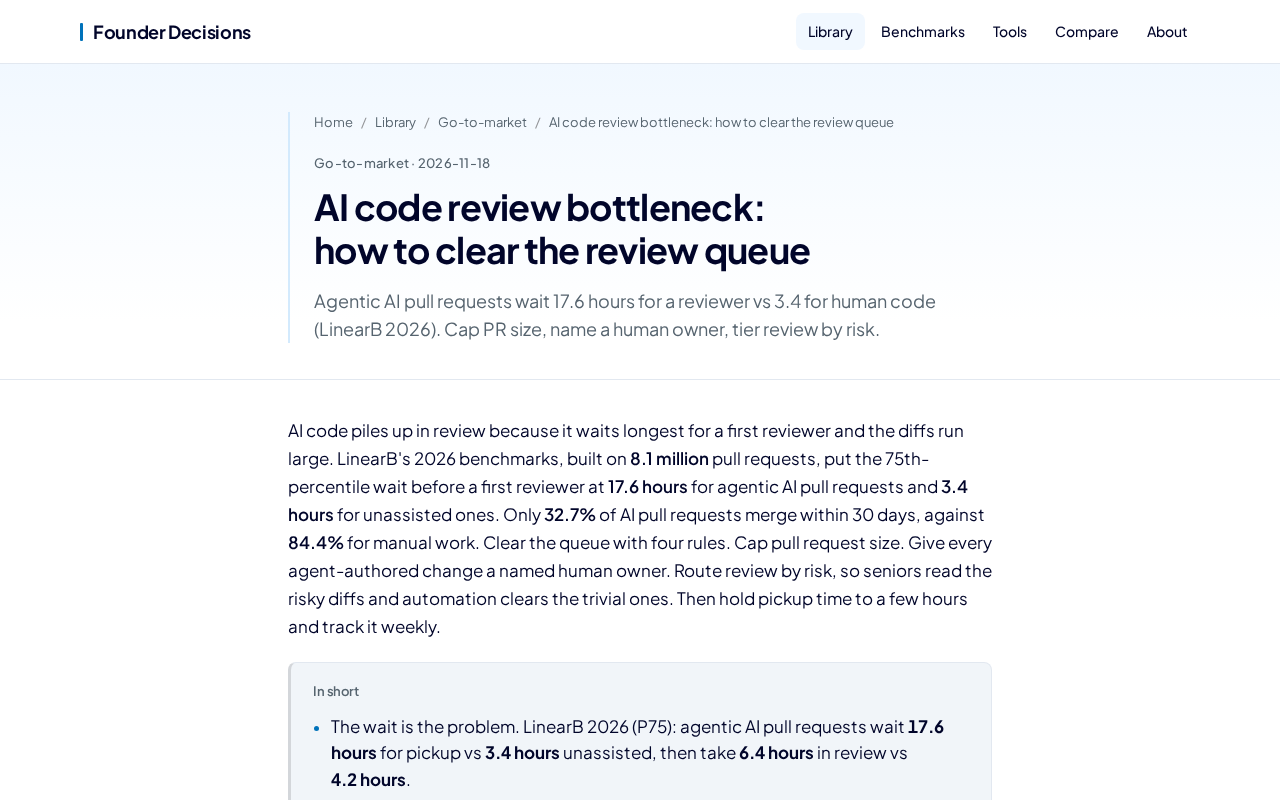 Founder Decisions
Library Benchmarks Tools Compare About
Home / Library / Go-to-market / AI code review bottleneck: how to clear the review queue
Go-to-market · 2026-11-18
AI code review bottleneck:
how to clear the review queue
Agentic AI pull requests wait 17.6 hours for a reviewer vs 3.4 for human code
(LinearB 2026). Cap PR size, name a human owner, tier review by risk.
AI code piles up in review because it waits longest for a first reviewer and the diffs run
large. LinearB's 2026 benchmarks, built on 8.1 million pull requests, put the 75th-
percentile wait before a first reviewer at 17.6 hours for agentic AI pull requests and 3.4
hours for unassisted ones. Only 32.7% of AI pull requests merge within 30 days, against
84.4% for manual work. Clear the queue with four rules. Cap pull request size. Give every
agent-authored change a named human owner. Route review by risk, so seniors read the
risky diffs and automation clears the trivial ones. Then hold pickup time to a few hours
and track it weekly.
In short
• The wait is the problem. LinearB 2026 (P75): agentic AI pull requests wait 17.6
hours for pickup vs 3.4 hours unassisted, then take 6.4 hours in review vs
4.2 hours.